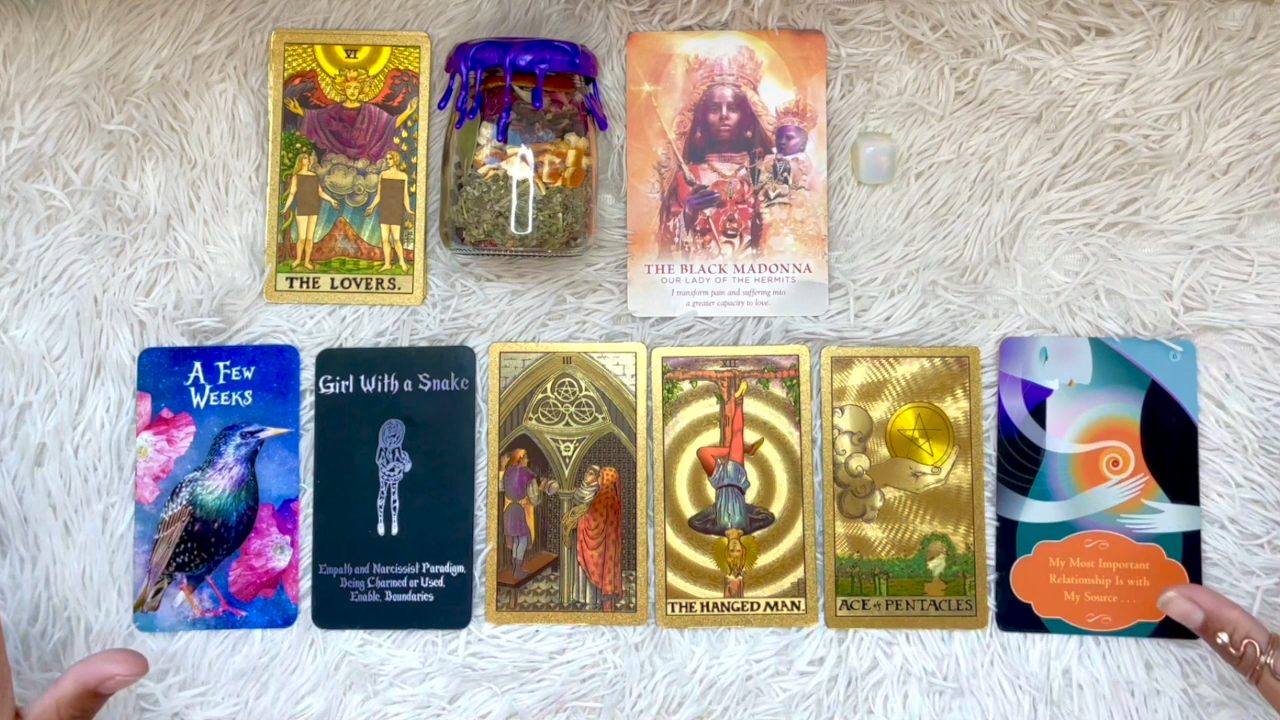 VI
THE LOVERS.
THE BLACK MADONNA
OUR LADY OF THE HERMITS
I transform pain and suffering into
a greater capacity to love.
A Few
Weeks
Girl With a Snake
Empath and Narcissist Paradigm,
Being Charmed or Used,
Enable, Boundaries
III
XII
THE HANGED MAN.
ACE of PENTACLES
My Most Important
Relationship Is with
My Source . . .